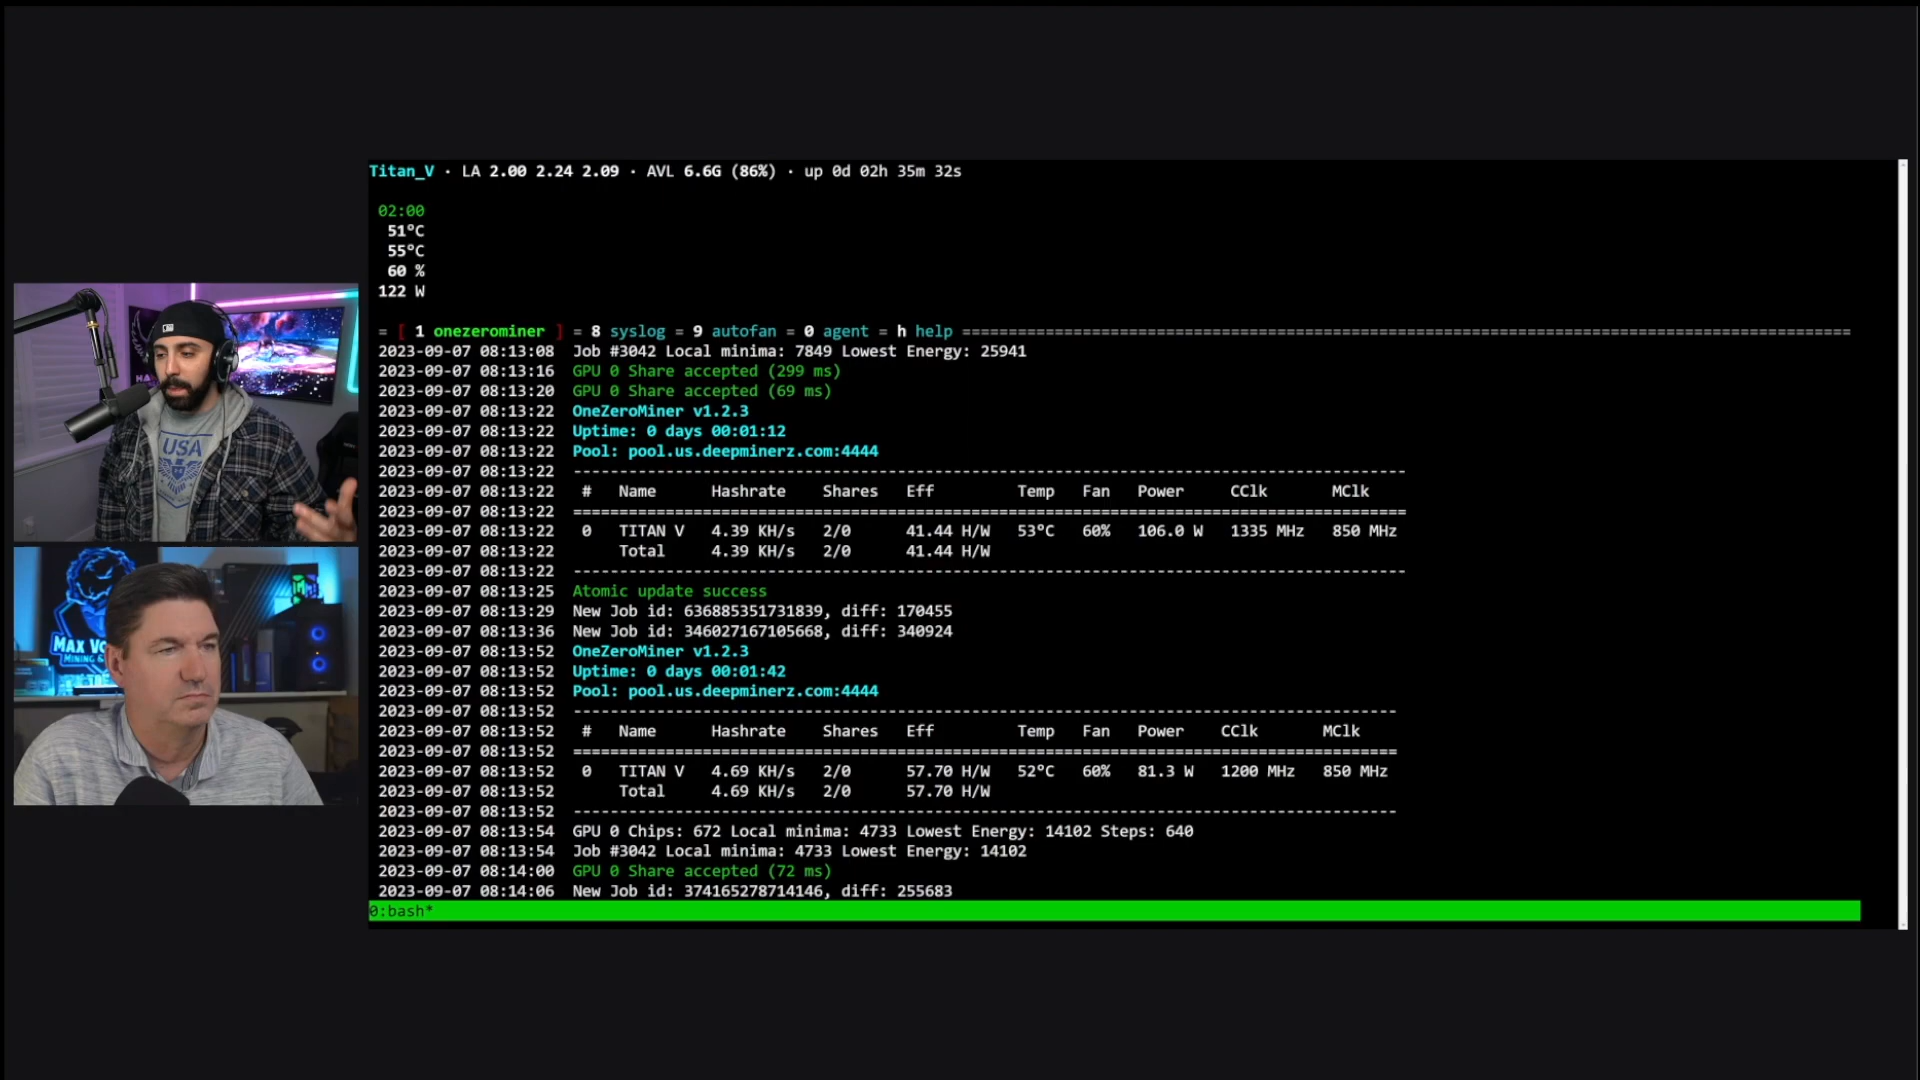 Titan_V · LA 2.00 2.24 2.09 · AVL 6.6G (86%) · up 0d 02h 35m 32s
02:00
51°C
55°C
60 %
122 W
= [ 1 onezerominer ] = 8 syslog = 9 autofan = 0 agent = h help ================================================================================================
2023-09-07 08:13:08 Job #3042 Local minima: 7849 Lowest Energy: 25941
2023-09-07 08:13:16 GPU 0 Share accepted (299 ms)
2023-09-07 08:13:20 GPU 0 Share accepted (69 ms)
2023-09-07 08:13:22 OneZeroMiner v1.2.3
2023-09-07 08:13:22 Uptime: 0 days 00:01:12
2023-09-07 08:13:22 Pool: pool.us.deepminerz.com:4444
2023-09-07 08:13:22 ------------------------------------------------------------------------------------------
2023-09-07 08:13:22 # Name Hashrate Shares Eff Temp Fan Power CClk MClk
2023-09-07 08:13:22 ==========================================================================================
2023-09-07 08:13:22 0 TITAN V 4.39 KH/s 2/0 41.44 H/W 53°C 60% 106.0 W 1335 MHz 850 MHz
2023-09-07 08:13:22 Total 4.39 KH/s 2/0 41.44 H/W
2023-09-07 08:13:22 ------------------------------------------------------------------------------------------
2023-09-07 08:13:25 Atomic update success
2023-09-07 08:13:29 New Job id: 636885351731839, diff: 170455
2023-09-07 08:13:36 New Job id: 346027167105668, diff: 340924
2023-09-07 08:13:52 OneZeroMiner v1.2.3
2023-09-07 08:13:52 Uptime: 0 days 00:01:42
2023-09-07 08:13:52 Pool: pool.us.deepminerz.com:4444
2023-09-07 08:13:52 -----------------------------------------------------------------------------------------
2023-09-07 08:13:52 # Name Hashrate Shares Eff Temp Fan Power CClk MClk
2023-09-07 08:13:52 =========================================================================================
2023-09-07 08:13:52 0 TITAN V 4.69 KH/s 2/0 57.70 H/W 52°C 60% 81.3 W 1200 MHz 850 MHz
2023-09-07 08:13:52 Total 4.69 KH/s 2/0 57.70 H/W
2023-09-07 08:13:52 -----------------------------------------------------------------------------------------
2023-09-07 08:13:54 GPU 0 Chips: 672 Local minima: 4733 Lowest Energy: 14102 Steps: 640
2023-09-07 08:13:54 Job #3042 Local minima: 4733 Lowest Energy: 14102
2023-09-07 08:14:00 GPU 0 Share accepted (72 ms)
2023-09-07 08:14:06 New Job id: 374165278714146, diff: 255683
0:bash*
USA
MAX
MINING &